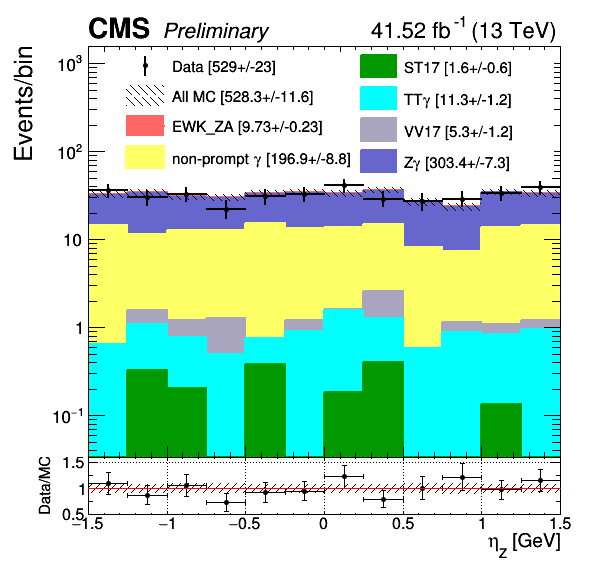 CMS Preliminary 41.52 fb⁻¹ (13 TeV)
Events/bin
10³
10²
10
1
10⁻¹
Data [529+/-23]
All MC [528.3+/-11.6]
EWK_ZA [9.73+/-0.23]
non-prompt γ [196.9+/-8.8]
ST17 [1.6+/-0.6]
TTγ [11.3+/-1.2]
VV17 [5.3+/-1.2]
Zγ [303.4+/-7.3]
Data/MC
1.5
1
0.5
−1.5 −1 −0.5 0 0.5 1 1.5
η_Z [GeV]